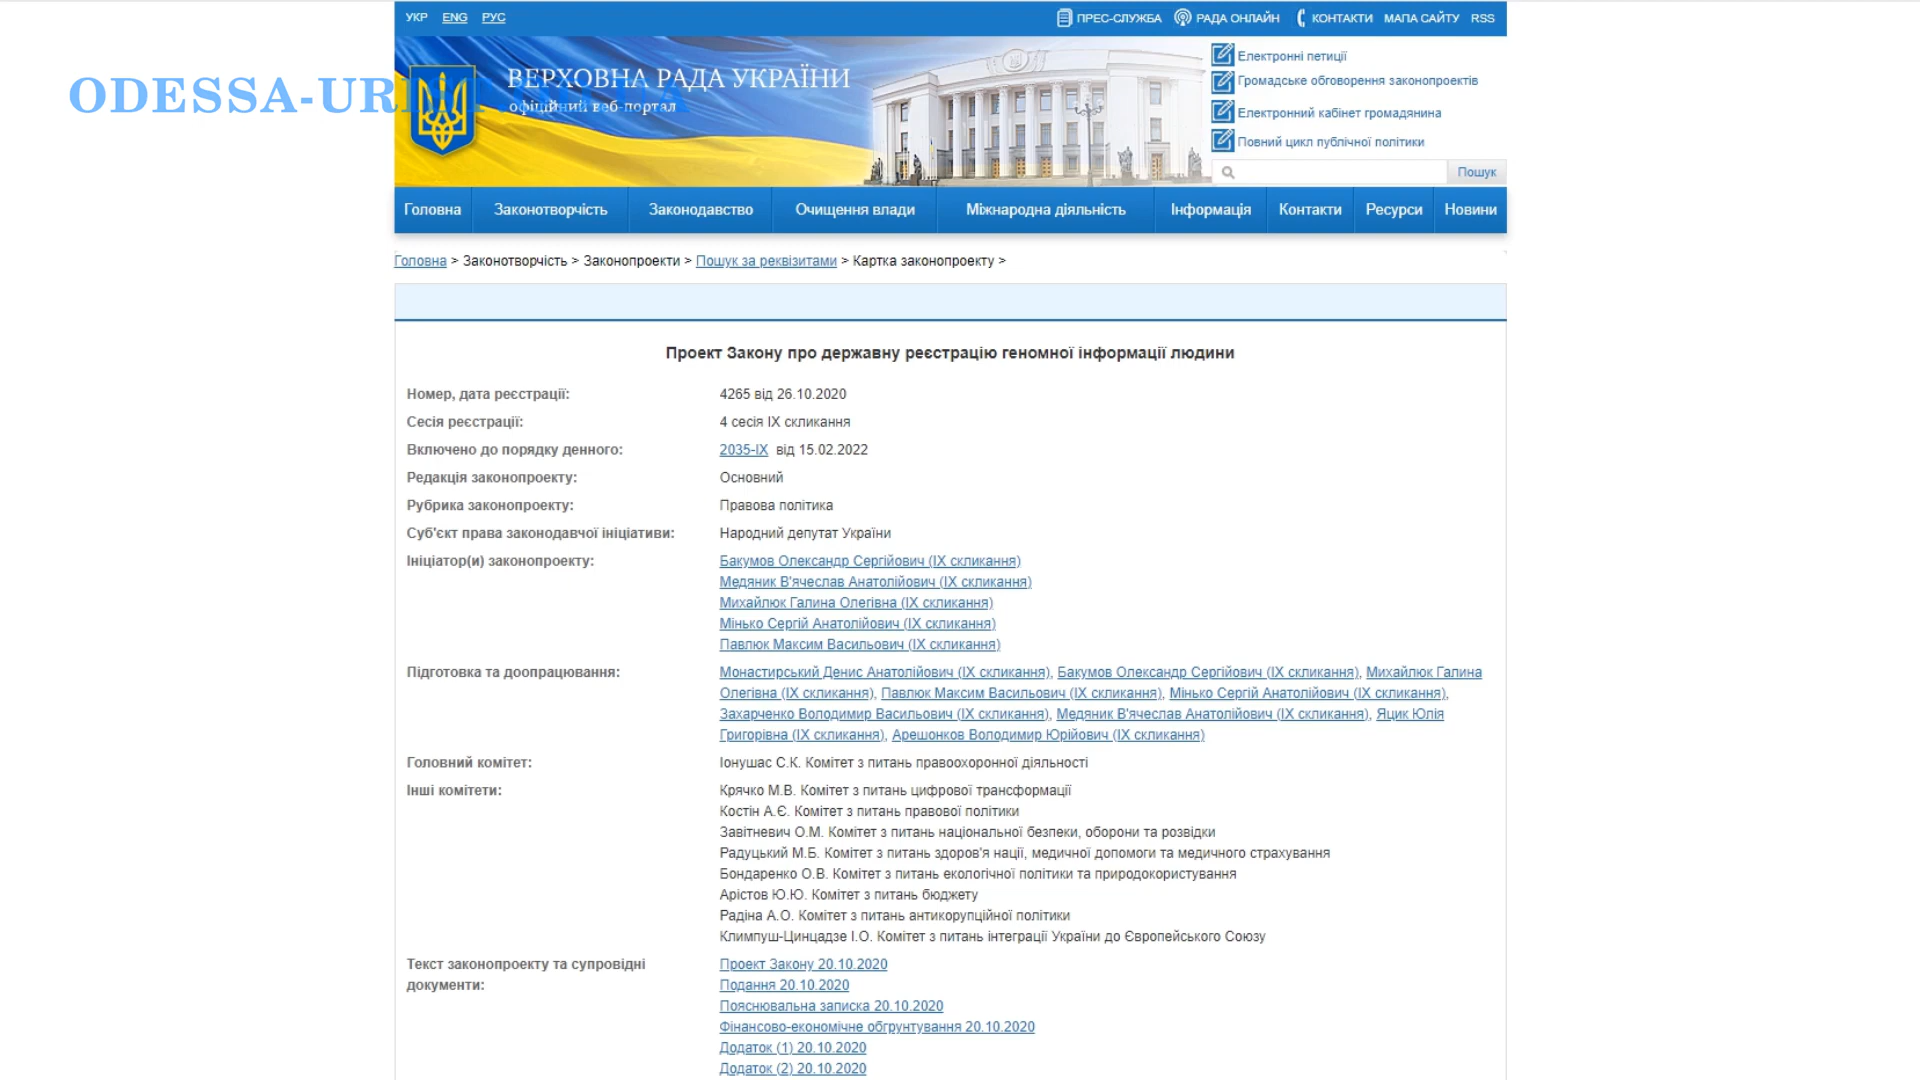 УКР ENG РУС
ПРЕС-СЛУЖБА РАДА ОНЛАЙН КОНТАКТИ МАПА САЙТУ RSS
ODESSA-UR
ВЕРХОВНА РАДА УКРАЇНИ
офіційний веб-портал
Електронні петиції
Громадське обговорення законопроектів
Електронний кабінет громадянина
Повний цикл публічної політики
Пошук
Головна Законотворчість Законодавство Очищення влади Міжнародна діяльність Інформація Контакти Ресурси Новини
Головна > Законотворчість > Законопроекти > Пошук за реквізитами > Картка законопроекту >
Проект Закону про державну реєстрацію геномної інформації людини
Номер, дата реєстрації: 4265 від 26.10.2020
Сесія реєстрації: 4 сесія IX скликання
Включено до порядку денного: 2035-IX від 15.02.2022
Редакція законопроекту: Основний
Рубрика законопроекту: Правова політика
Суб'єкт права законодавчої ініціативи: Народний депутат України
Ініціатор(и) законопроекту: Бакумов Олександр Сергійович (IX скликання)
Медяник В'ячеслав Анатолійович (IX скликання)
Михайлюк Галина Олегівна (IX скликання)
Мінько Сергій Анатолійович (IX скликання)
Павлюк Максим Васильович (IX скликання)
Підготовка та доопрацювання: Монастирський Денис Анатолійович (IX скликання), Бакумов Олександр Сергійович (IX скликання), Михайлюк Галина
Олегівна (IX скликання), Павлюк Максим Васильович (IX скликання), Мінько Сергій Анатолійович (IX скликання),
Захарченко Володимир Васильович (IX скликання), Медяник В'ячеслав Анатолійович (IX скликання), Яцик Юлія
Григорівна (IX скликання), Арешонков Володимир Юрійович (IX скликання)
Головний комітет: Іонушас С.К. Комітет з питань правоохоронної діяльності
Інші комітети: Крячко М.В. Комітет з питань цифрової трансформації
Костін А.Є. Комітет з питань правової політики
Завітневич О.М. Комітет з питань національної безпеки, оборони та розвідки
Радуцький М.Б. Комітет з питань здоров'я нації, медичної допомоги та медичного страхування
Бондаренко О.В. Комітет з питань екологічної політики та природокористування
Арістов Ю.Ю. Комітет з питань бюджету
Радіна А.О. Комітет з питань антикорупційної політики
Климпуш-Цинцадзе І.О. Комітет з питань інтеграції України до Європейського Союзу
Текст законопроекту та супровідні Проект Закону 20.10.2020
документи: Подання 20.10.2020
Пояснювальна записка 20.10.2020
Фінансово-економічне обгрунтування 20.10.2020
Додаток (1) 20.10.2020
Додаток (2) 20.10.2020